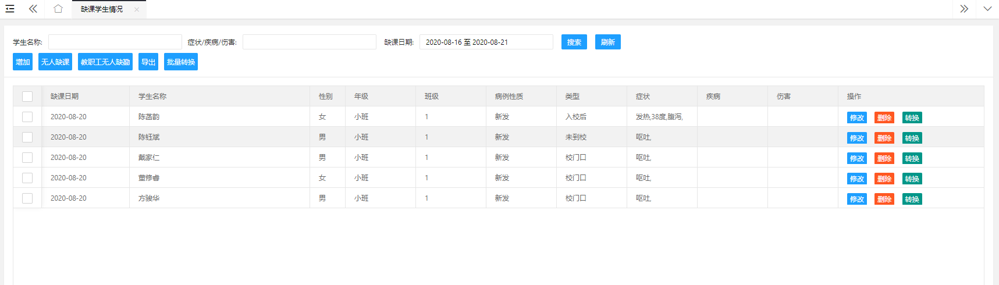 缺课学生情况
学生名称: 症状/疾病/伤害: 缺课日期: 2020-08-16 至 2020-08-21 搜索 刷新
增加 无人缺课 教职工无人缺勤 导出 批量转换
缺课日期 学生名称 性别 年级 班级 病例性质 类型 症状 疾病 伤害 操作
2020-08-20 陈菡韵 女 小班 1 新发 入校后 发热,38度,腹泻, 修改 删除 转换
2020-08-20 陈钰斌 男 小班 1 新发 未到校 呕吐, 修改 删除 转换
2020-08-20 戴家仁 男 小班 1 新发 校门口 呕吐, 修改 删除 转换
2020-08-20 董修睿 女 小班 1 新发 校门口 呕吐, 修改 删除 转换
2020-08-20 方骏华 男 小班 1 新发 校门口 呕吐, 修改 删除 转换